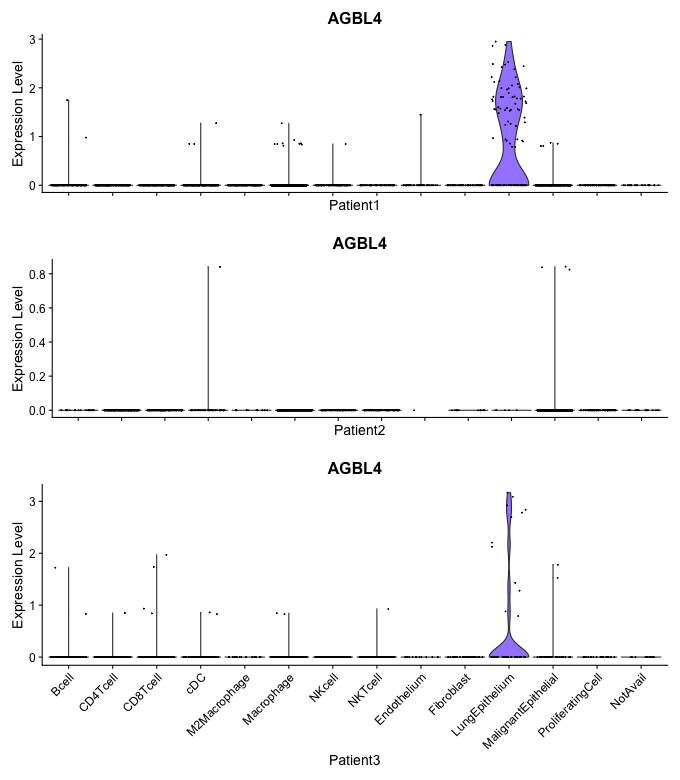 AGBL4
Expression Level
3
2
1
0
Patient1
AGBL4
Expression Level
0.8
0.6
0.4
0.2
0.0
Patient2
AGBL4
Expression Level
3
2
1
0
Bcell
CD4Tcell
CD8Tcell
cDC
M2Macrophage
Macrophage
NKcell
NKTcell
Endothelium
Fibroblast
LungEpithelium
MalignantEpithelial
ProliferatingCell
NotAvail
Patient3